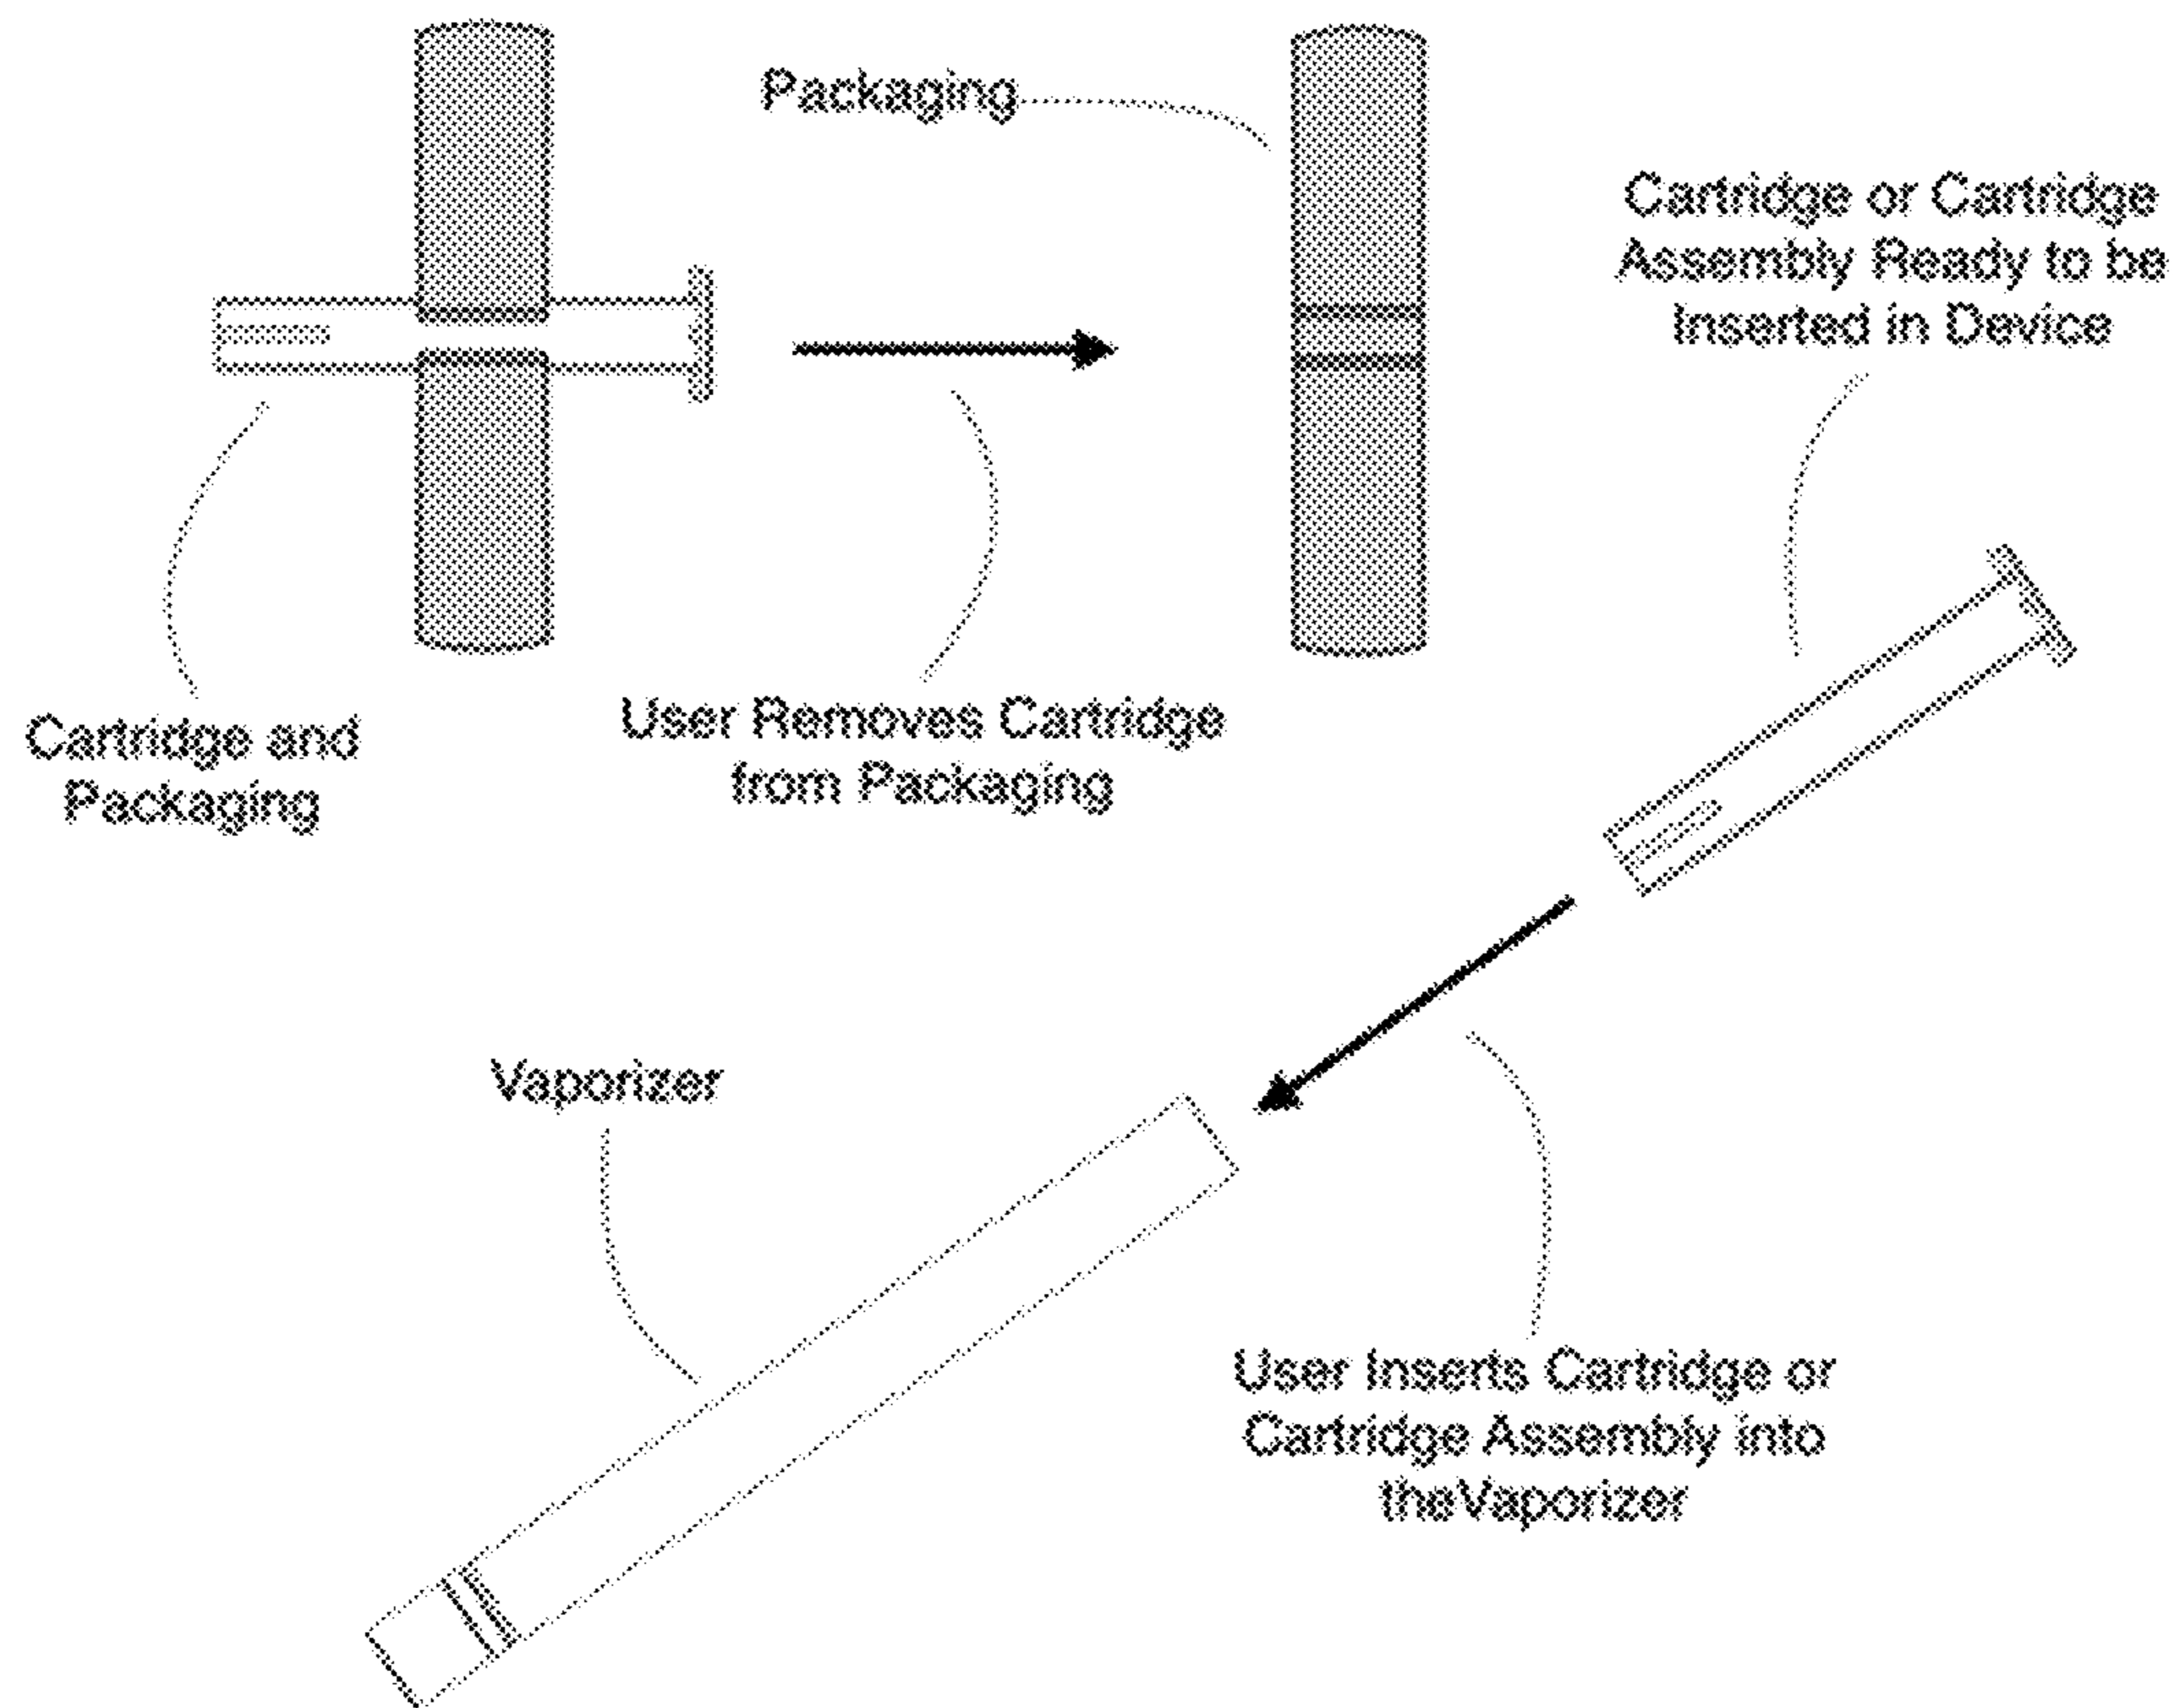 Packaging
Cartridge or Cartridge
Assembly Ready to be
Inserted in Device
Cartridge and
Packaging
User Removes Cartridge
from Packaging
Vaporizer
User Inserts Cartridge or
Cartridge Assembly into
theVaporizer